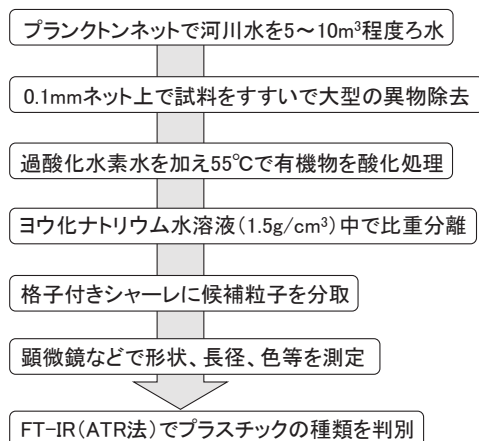 プランクトンネットで河川水を5～10m³程度ろ水
0.1mmネット上で試料をすすいで大型の異物除去
過酸化水素水を加え55℃で有機物を酸化処理
ヨウ化ナトリウム水溶液（1.5g/cm³）中で比重分離
格子付きシャーレに候補粒子を分取
顕微鏡などで形状、長径、色等を測定
FT-IR（ATR法）でプラスチックの種類を判別